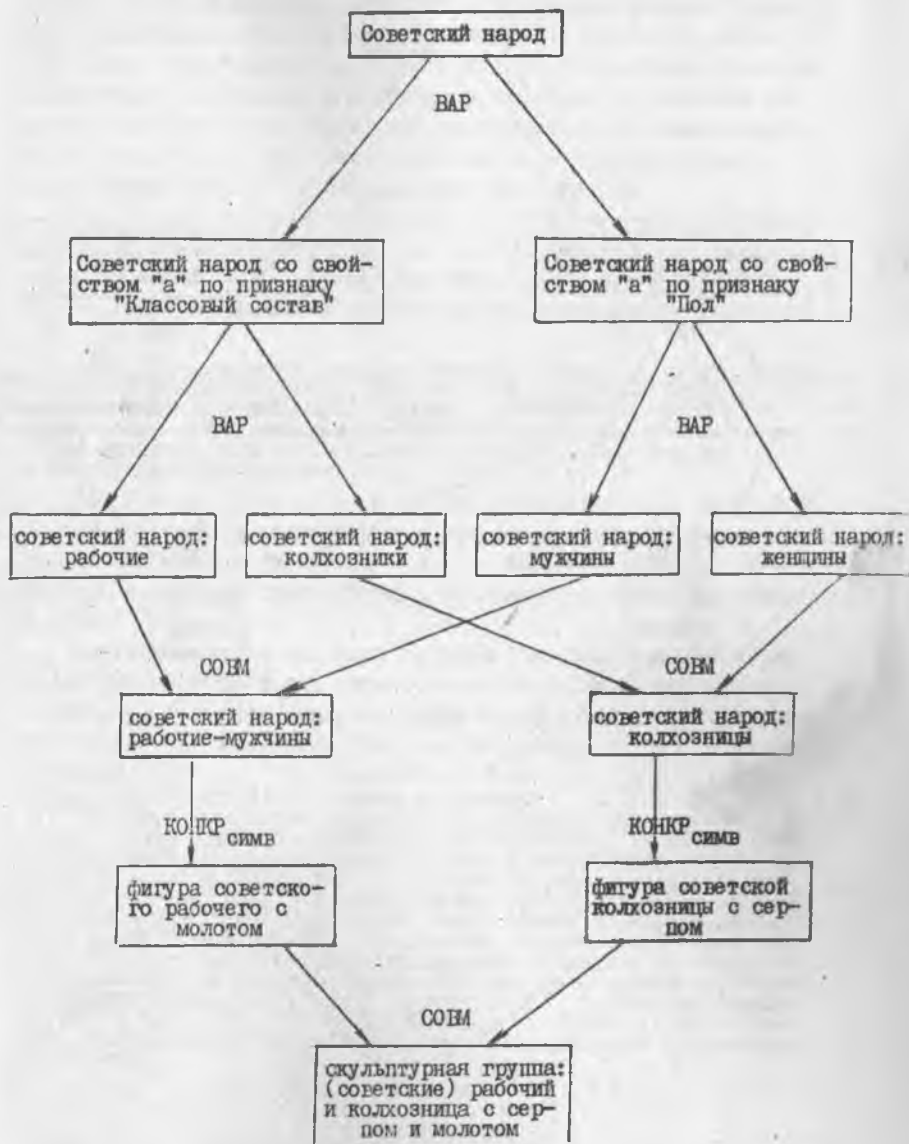 Советский народ
ВАР
Советский народ со свой-
ством "а" по признаку
"Классовый состав"
Советский народ со свой-
ством "а" по признаку
"Пол"
ВАР
ВАР
советский народ:
рабочие
советский народ:
колхозники
советский народ:
мужчины
советский народ:
женщины
СОВМ
СОВМ
советский народ:
рабочие-мужчины
советский народ:
колхозницы
КОНКР симв
КОНКР симв
фигура советско-
го рабочего с
молотом
фигура советской
колхозницы с сер-
пом
СОВМ
скульптурная группа:
(советские) рабочий
и колхозница с сер-
пом и молотом